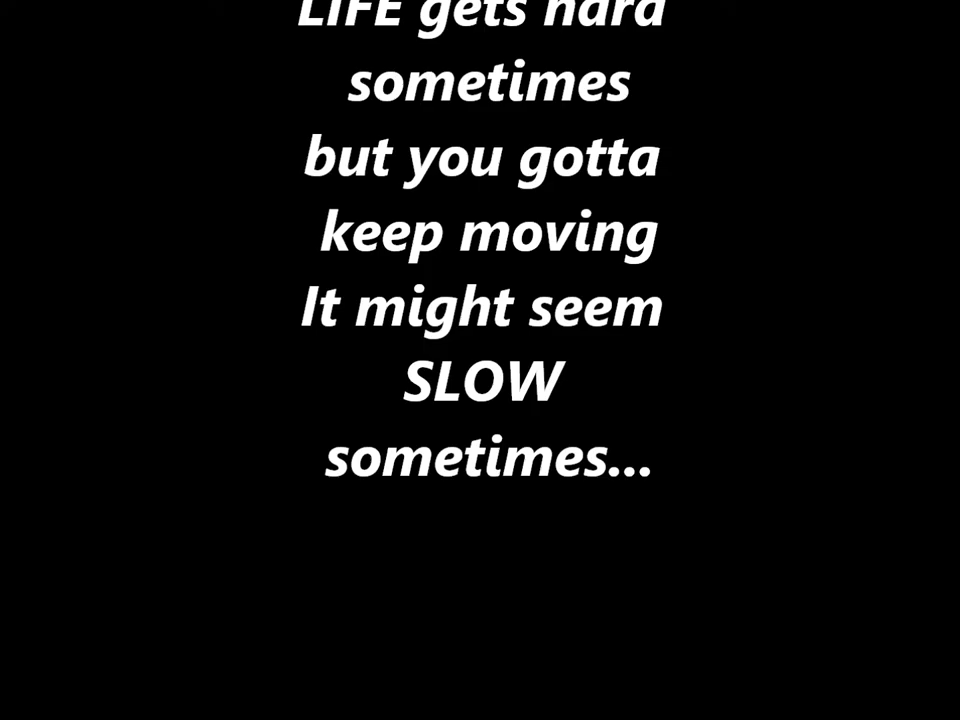 LIFE gets hard
sometimes
but you gotta
keep moving
It might seem
SLOW
sometimes...